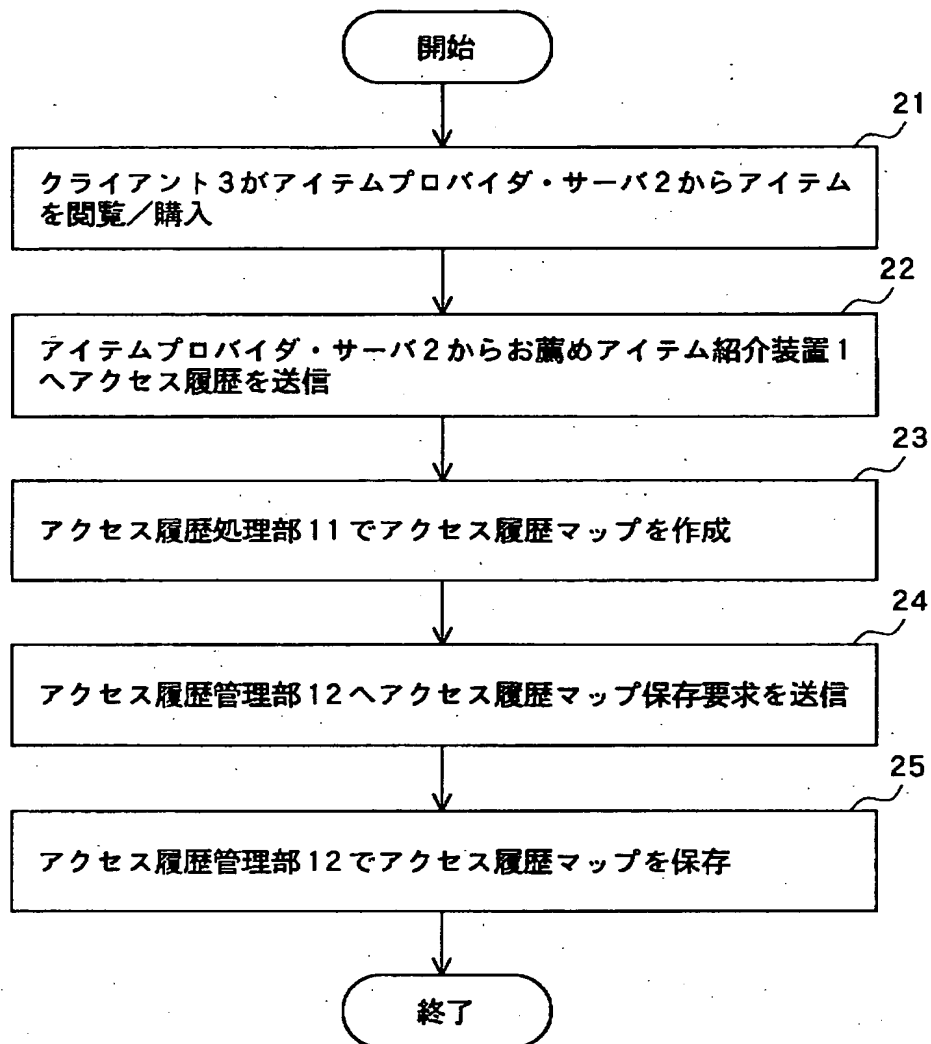 開始
21
クライアント3がアイテムプロバイダ・サーバ2からアイテム
を閲覧／購入
22
アイテムプロバイダ・サーバ2からお薦めアイテム紹介装置1
へアクセス履歴を送信
23
アクセス履歴処理部11でアクセス履歴マップを作成
24
アクセス履歴管理部12へアクセス履歴マップ保存要求を送信
25
アクセス履歴管理部12でアクセス履歴マップを保存
終了